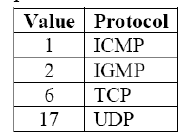 Value Protocol
1 ICMP
2 IGMP
6 TCP
17 UDP